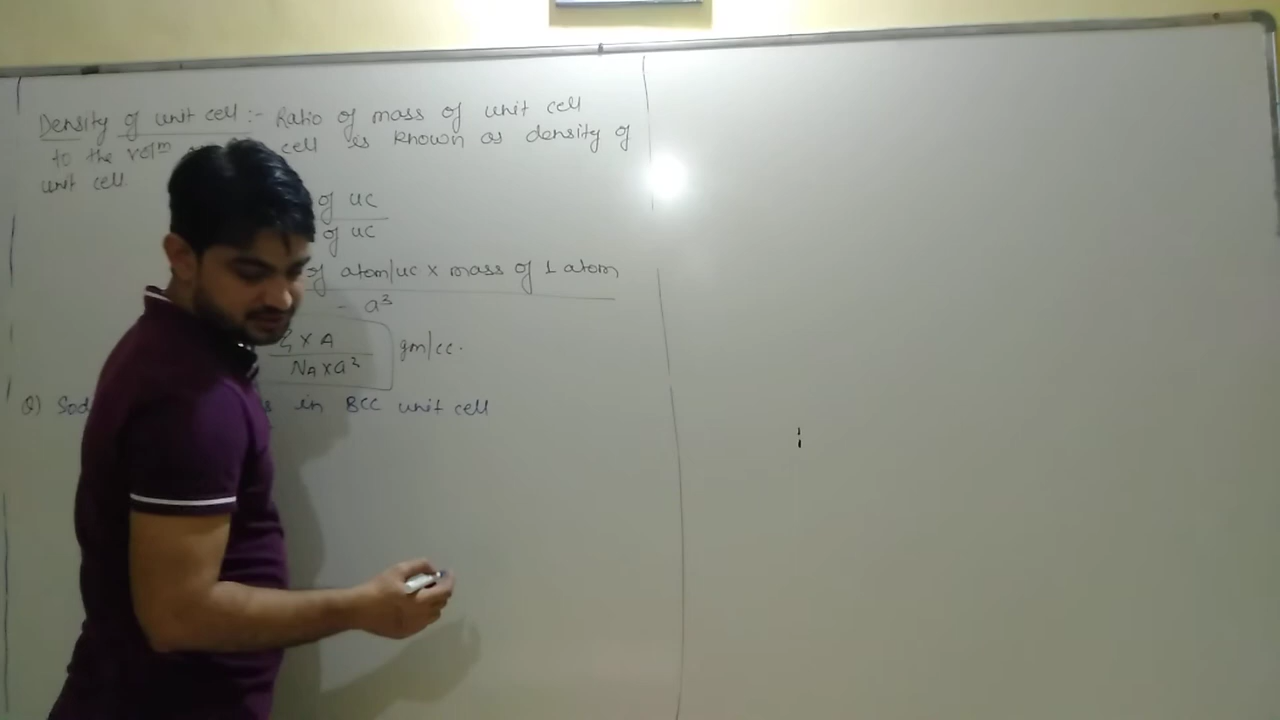 Density of unit cell :- Ratio of mass of unit cell
to the volm cell is known as density of
unit cell.
of uc
of uc
of atom/uc x mass of 1 atom
a³
x A
NA x a³
gm/cc.
Q) Sod in BCC unit cell